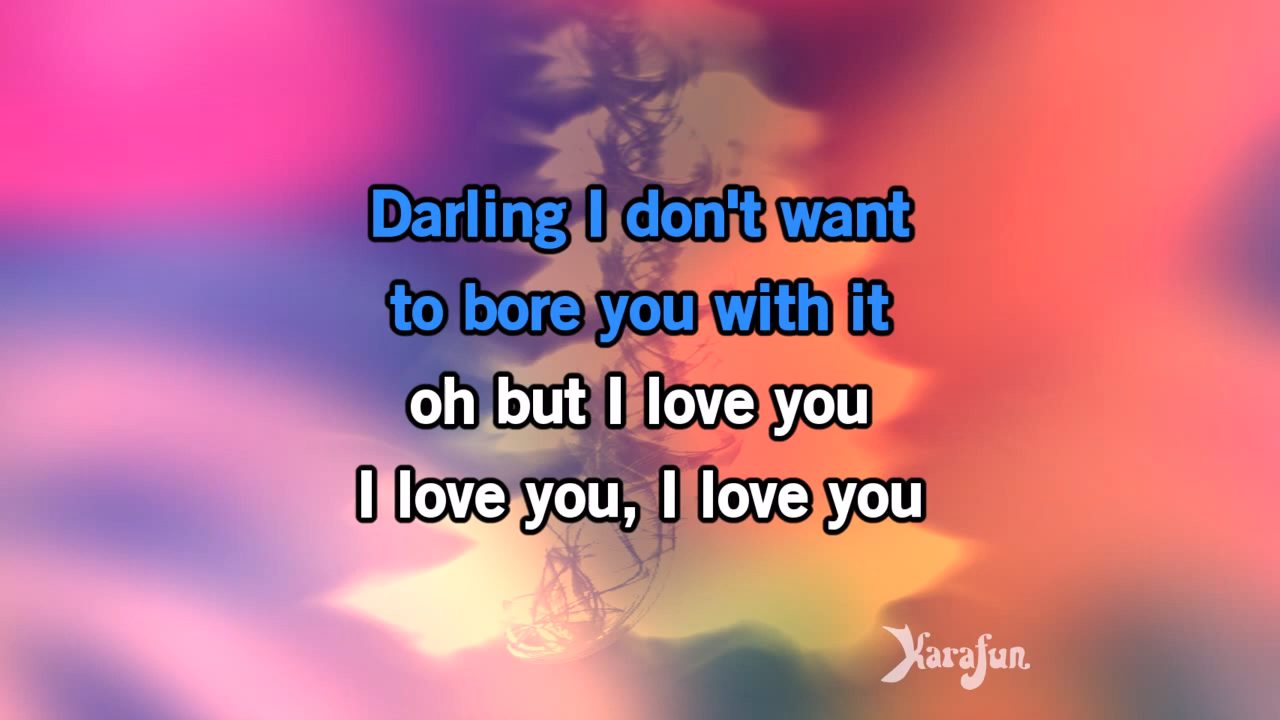 Darling I don't want
to bore you with it
oh but I love you
I love you, I love you
Karafun